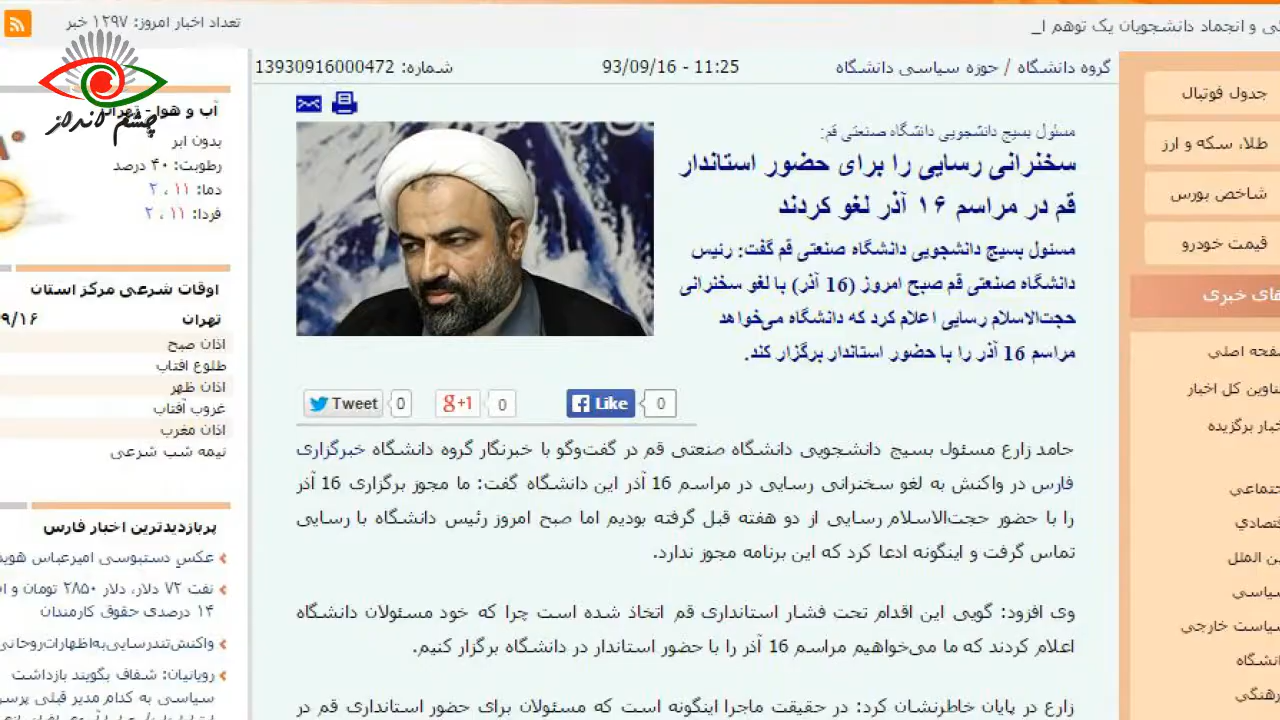 تعداد اخبار امروز: ۱۲۹۷ خبر
و انجماد دانشجویان یک توهم ا_
چشم انداز
گروه دانشگاه / حوزه سیاسی دانشگاه
93/09/16 - 11:25
شماره: 13930916000472
مسئول بسیج دانشجویی دانشگاه صنعتی قم:
سخنرانی رسایی را برای حضور استاندار
قم در مراسم ۱۶ آذر لغو کردند
مسئول بسیج دانشجویی دانشگاه صنعتی قم گفت: رئیس
دانشگاه صنعتی قم صبح امروز (16 آذر) با لغو سخنرانی
حجت‌الاسلام رسایی اعلام کرد که دانشگاه می‌خواهد
مراسم 16 آذر را با حضور استاندار برگزار کند.
Tweet 0
g+1 0
Like 0
حامد زارع مسئول بسیج دانشجویی دانشگاه صنعتی قم در گفت‌وگو با خبرنگار گروه دانشگاه خبرگزاری
فارس در واکنش به لغو سخنرانی رسایی در مراسم 16 آذر این دانشگاه گفت: ما مجوز برگزاری 16 آذر
را با حضور حجت‌الاسلام رسایی از دو هفته قبل گرفته بودیم اما صبح امروز رئیس دانشگاه با رسایی
تماس گرفت و اینگونه ادعا کرد که این برنامه مجوز ندارد.
وی افزود: گویی این اقدام تحت فشار استانداری قم اتخاذ شده است چرا که خود مسئولان دانشگاه
اعلام کردند که ما می‌خواهیم مراسم 16 آذر را با حضور استاندار در دانشگاه برگزار کنیم.
زارع در پایان خاطرنشان کرد: در حقیقت ماجرا اینگونه است که مسئولان برای حضور استانداری قم در
جدول فوتبال
طلا، سکه و ارز
شاخص بورس
قیمت خودرو
خبری
اصلی
کل اخبار
برگزیده
الملل
سیاست خارجی
آب و هوا - تهران
بدون ابر
رطوبت: ۴۰ درصد
دما: ۱۱ ، ۲
فردا: ۱۱ ، ۲
اوقات شرعی مرکز استان
تهران
۹/۱۶
اذان صبح
طلوع افتاب
اذان ظهر
غروب آفتاب
اذان مغرب
نیمه شب شرعی
پربازدیدترین اخبار فارس
عکس دستبوسی امیرعباس
نفت ۷۲ دلار، دلار ۲۸۵۰ تومان و
۱۴ درصدی حقوق کارمندان
واکنش‌تندرسایی‌به‌اظهارات‌روحانی
رویانیان: شفاف بگویند بازداشت
سیاسی به کدام مدیر قبلی